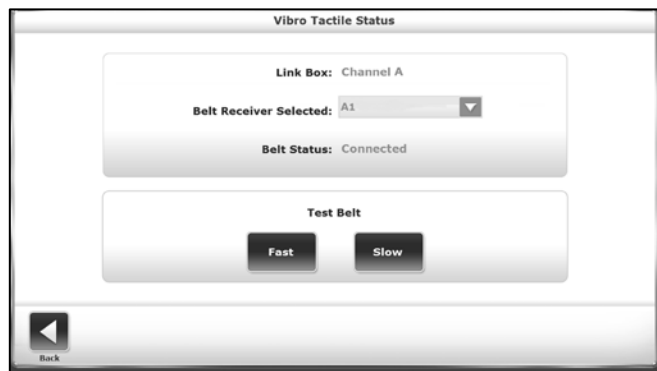 Vibro Tactile Status
Link Box: Channel A
Belt Receiver Selected: A1
Belt Status: Connected
Test Belt
Fast Slow
Back